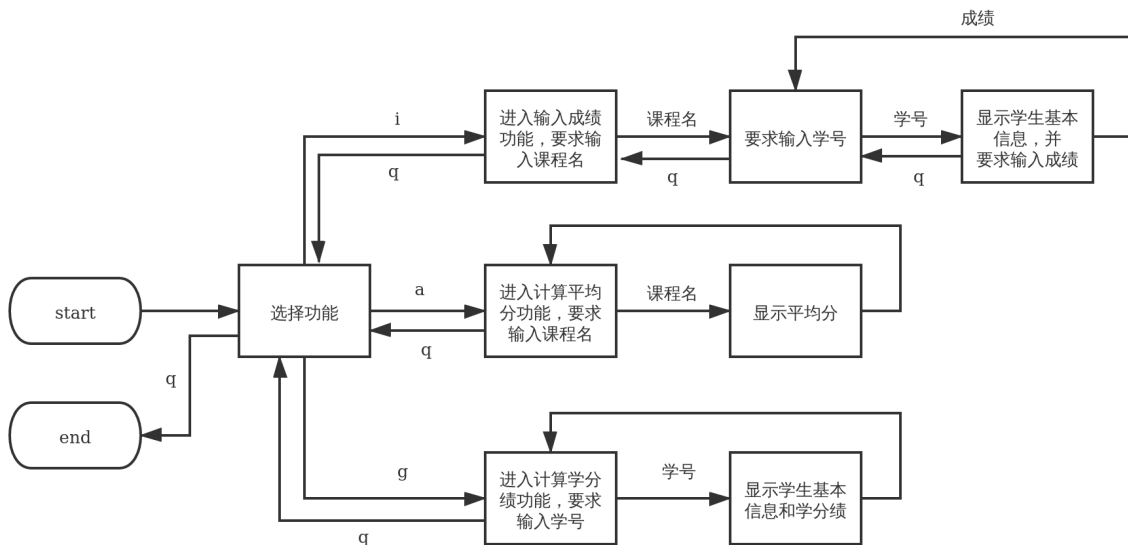 成绩
i
进入输入成绩
功能，要求输
入课程名
课程名
要求输入学号
学号
显示学生基本
信息，并
要求输入成绩
q
q
q
start
选择功能
a
进入计算平均
分功能，要求
输入课程名
课程名
显示平均分
q
q
end
g
进入计算学分
绩功能，要求
输入学号
学号
显示学生基本
信息和学分绩
q